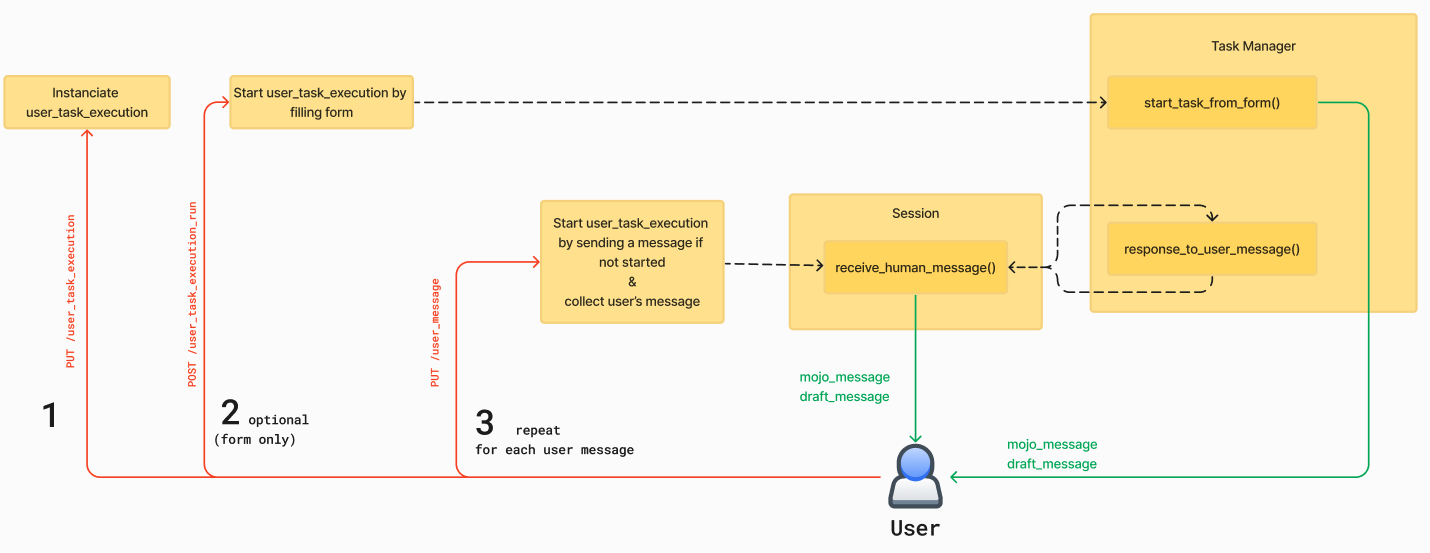 Task Manager
Instanciate
user_task_execution
Start user_task_execution by
filling form
start_task_from_form()
PUT /user_task_execution
POST /user_task_execution_run
PUT /user_message
Start user_task_execution
by sending a message if
not started
&
collect user's message
Session
receive_human_message()
response_to_user_message()
mojo_message
draft_message
1
2 optional
(form only)
3 repeat
for each user message
mojo_message
draft_message
User